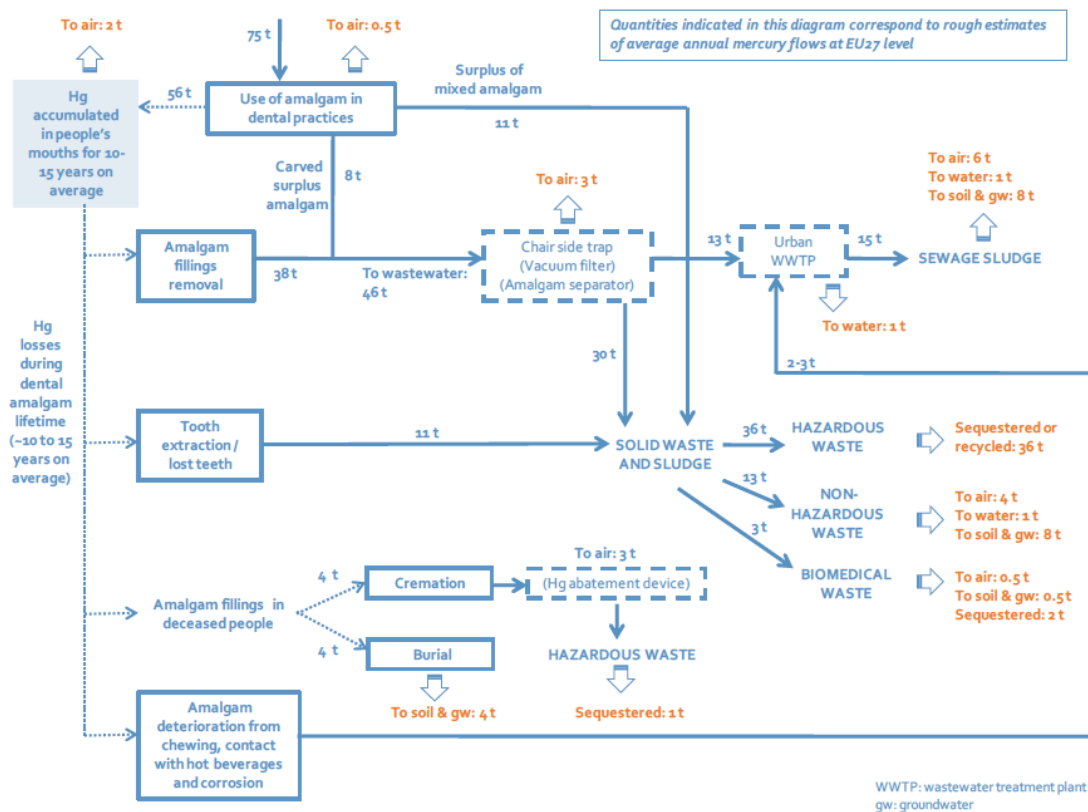 To air: 2 t
75 t
To air: 0.5 t
Quantities indicated in this diagram correspond to rough estimates
of average annual mercury flows at EU27 level
Hg
accumulated
in people's
mouths for 10-
15 years on
average
56 t
Use of amalgam in
dental practices
Surplus of
mixed amalgam
11 t
Carved
surplus
amalgam
8 t
To air: 3 t
To air: 6 t
To water: 1 t
To soil & gw: 8 t
Amalgam
fillings
removal
38 t
To wastewater:
46 t
Chair side trap
(Vacuum filter)
(Amalgam separator)
13 t
Urban
WWTP
15 t
SEWAGE SLUDGE
To water: 1 t
30 t
2-3 t
Hg
losses
during
dental
amalgam
lifetime
(~10 to 15
years on
average)
Tooth
extraction /
lost teeth
11 t
SOLID WASTE
AND SLUDGE
36 t
HAZARDOUS
WASTE
Sequestered or
recycled: 36 t
13 t
NON-
HAZARDOUS
WASTE
To air: 4 t
To water: 1 t
To soil & gw: 8 t
3 t
BIOMEDICAL
WASTE
To air: 0.5 t
To soil & gw: 0.5 t
Sequestered: 2 t
Amalgam fillings in
deceased people
4 t
Cremation
To air: 3 t
(Hg abatement device)
4 t
Burial
HAZARDOUS WASTE
To soil & gw: 4 t
Sequestered: 1 t
Amalgam
deterioration from
chewing, contact
with hot beverages
and corrosion
WWTP: wastewater treatment plant
gw: groundwater